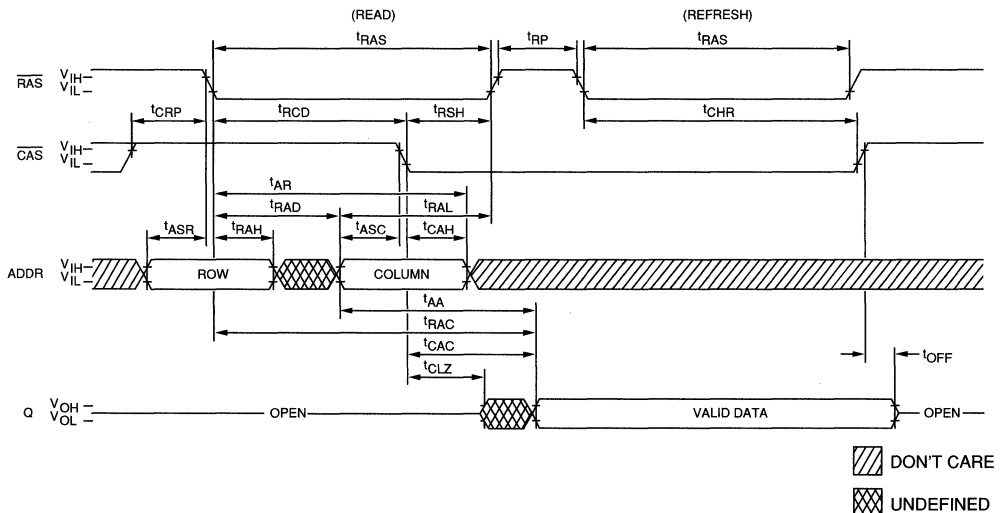 (READ) (REFRESH)
tRAS tRP tRAS
RAS VIH VIL
tCRP tRCD tRSH tCHR
CAS VIH VIL
tAR
tRAD tRAL
tASR tRAH tASC tCAH
ADDR VIH VIL ROW COLUMN
tAA
tRAC
tCAC tOFF
tCLZ
Q VOH VOL OPEN VALID DATA OPEN
DON'T CARE
UNDEFINED